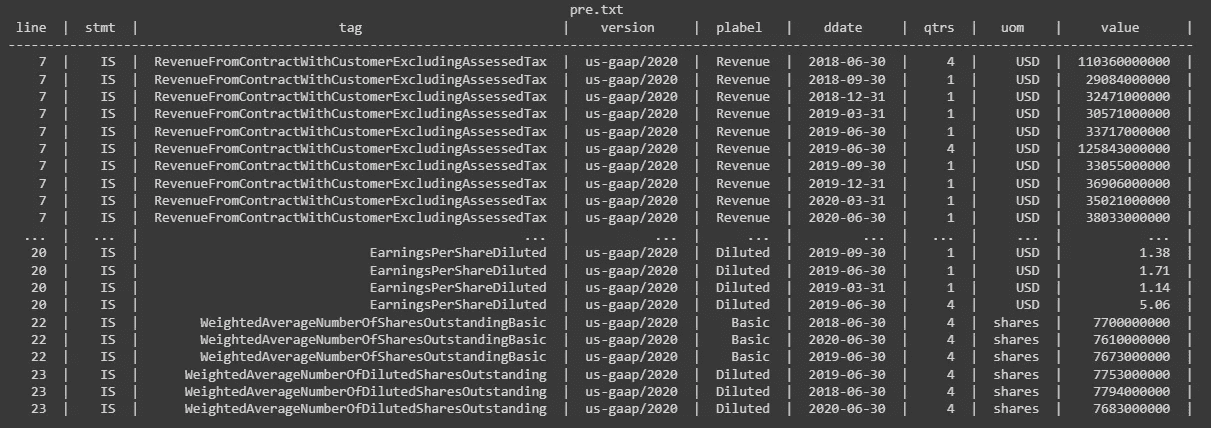 pre.txt
line | stmt | tag | version | plabel | ddate | qtrs | uom | value
------------------------------------------------------------------------------------------------------------------------------------------------------
7 | IS | RevenueFromContractWithCustomerExcludingAssessedTax | us-gaap/2020 | Revenue | 2018-06-30 | 4 | USD | 110360000000 |
7 | IS | RevenueFromContractWithCustomerExcludingAssessedTax | us-gaap/2020 | Revenue | 2018-09-30 | 1 | USD | 29084000000 |
7 | IS | RevenueFromContractWithCustomerExcludingAssessedTax | us-gaap/2020 | Revenue | 2018-12-31 | 1 | USD | 32471000000 |
7 | IS | RevenueFromContractWithCustomerExcludingAssessedTax | us-gaap/2020 | Revenue | 2019-03-31 | 1 | USD | 30571000000 |
7 | IS | RevenueFromContractWithCustomerExcludingAssessedTax | us-gaap/2020 | Revenue | 2019-06-30 | 1 | USD | 33717000000 |
7 | IS | RevenueFromContractWithCustomerExcludingAssessedTax | us-gaap/2020 | Revenue | 2019-06-30 | 4 | USD | 125843000000 |
7 | IS | RevenueFromContractWithCustomerExcludingAssessedTax | us-gaap/2020 | Revenue | 2019-09-30 | 1 | USD | 33055000000 |
7 | IS | RevenueFromContractWithCustomerExcludingAssessedTax | us-gaap/2020 | Revenue | 2019-12-31 | 1 | USD | 36906000000 |
7 | IS | RevenueFromContractWithCustomerExcludingAssessedTax | us-gaap/2020 | Revenue | 2020-03-31 | 1 | USD | 35021000000 |
7 | IS | RevenueFromContractWithCustomerExcludingAssessedTax | us-gaap/2020 | Revenue | 2020-06-30 | 1 | USD | 38033000000 |
... | ... | ... | ... | ... | ... | ... | ... | ... |
20 | IS | EarningsPerShareDiluted | us-gaap/2020 | Diluted | 2019-09-30 | 1 | USD | 1.38 |
20 | IS | EarningsPerShareDiluted | us-gaap/2020 | Diluted | 2019-06-30 | 1 | USD | 1.71 |
20 | IS | EarningsPerShareDiluted | us-gaap/2020 | Diluted | 2019-03-31 | 1 | USD | 1.14 |
20 | IS | EarningsPerShareDiluted | us-gaap/2020 | Diluted | 2019-06-30 | 4 | USD | 5.06 |
22 | IS | WeightedAverageNumberOfSharesOutstandingBasic | us-gaap/2020 | Basic | 2018-06-30 | 4 | shares | 7700000000 |
22 | IS | WeightedAverageNumberOfSharesOutstandingBasic | us-gaap/2020 | Basic | 2020-06-30 | 4 | shares | 7610000000 |
22 | IS | WeightedAverageNumberOfSharesOutstandingBasic | us-gaap/2020 | Basic | 2019-06-30 | 4 | shares | 7673000000 |
23 | IS | WeightedAverageNumberOfDilutedSharesOutstanding | us-gaap/2020 | Diluted | 2019-06-30 | 4 | shares | 7753000000 |
23 | IS | WeightedAverageNumberOfDilutedSharesOutstanding | us-gaap/2020 | Diluted | 2018-06-30 | 4 | shares | 7794000000 |
23 | IS | WeightedAverageNumberOfDilutedSharesOutstanding | us-gaap/2020 | Diluted | 2020-06-30 | 4 | shares | 7683000000 |